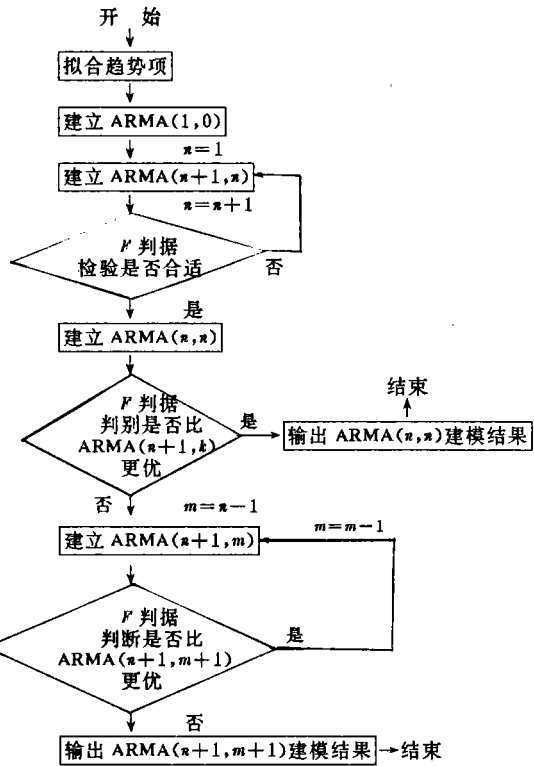 开 始
拟合趋势项
建立 ARMA(1,0)
n=1
建立 ARMA(n+1,n)
n=n+1
F 判据
检验是否合适
否
是
建立 ARMA(n,n)
F 判据
判别是否比
ARMA(n+1,k)
更优
是
结束
输出 ARMA(n,n)建模结果
否
m=n-1
m=m-1
建立 ARMA(n+1,m)
F 判据
判断是否比
ARMA(n+1,m+1)
更优
是
否
输出 ARMA(n+1,m+1)建模结果
结束